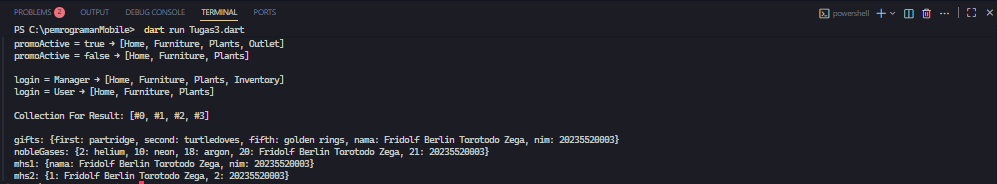 PROBLEMS 2 OUTPUT DEBUG CONSOLE TERMINAL PORTS powershell
PS C:\pemrogramanMobile> dart run Tugas3.dart
promoActive = true → [Home, Furniture, Plants, Outlet]
promoActive = false → [Home, Furniture, Plants]
login = Manager → [Home, Furniture, Plants, Inventory]
login = User → [Home, Furniture, Plants]
Collection For Result: [#0, #1, #2, #3]
gifts: {first: partridge, second: turtledoves, fifth: golden rings, nama: Fridolf Berlin Torotodo Zega, nim: 20235520003}
nobleGases: {2: helium, 10: neon, 18: argon, 20: Fridolf Berlin Torotodo Zega, 21: 20235520003}
mhs1: {nama: Fridolf Berlin Torotodo Zega, nim: 20235520003}
mhs2: {1: Fridolf Berlin Torotodo Zega, 2: 20235520003}